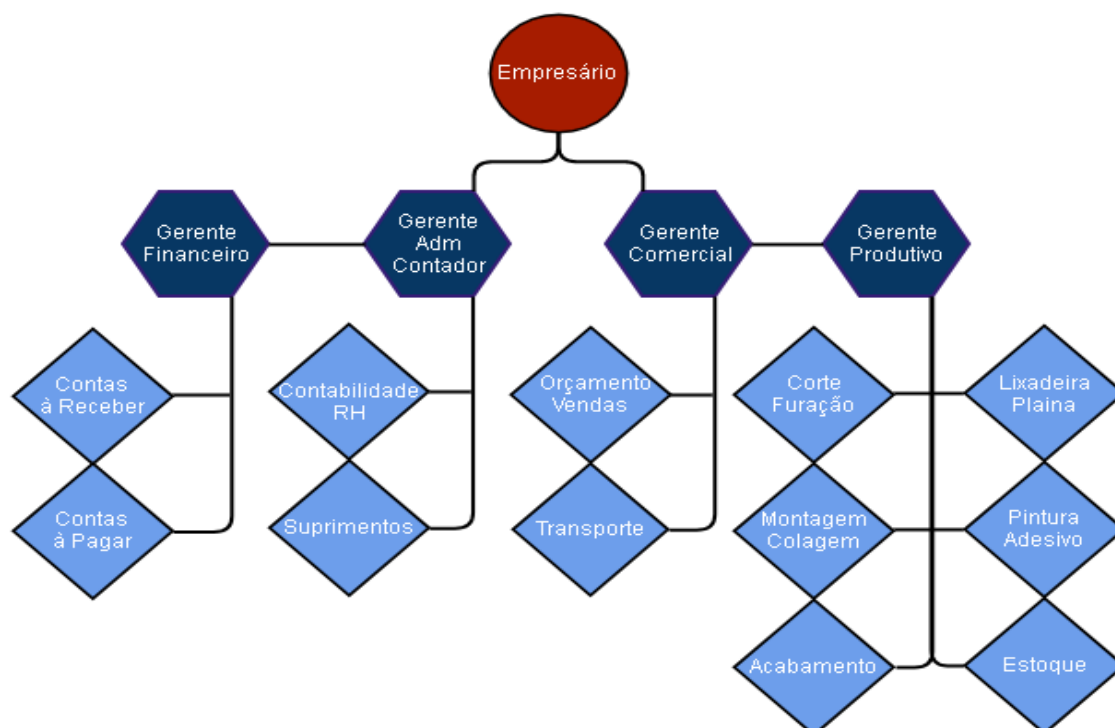 Empresário
Gerente
Financeiro
Gerente
Adm
Contador
Gerente
Comercial
Gerente
Produtivo
Contas
à Receber
Contabilidade
RH
Orçamento
Vendas
Corte
Furação
Lixadeira
Plaina
Contas
à Pagar
Suprimentos
Transporte
Montagem
Colagem
Pintura
Adesivo
Acabamento
Estoque